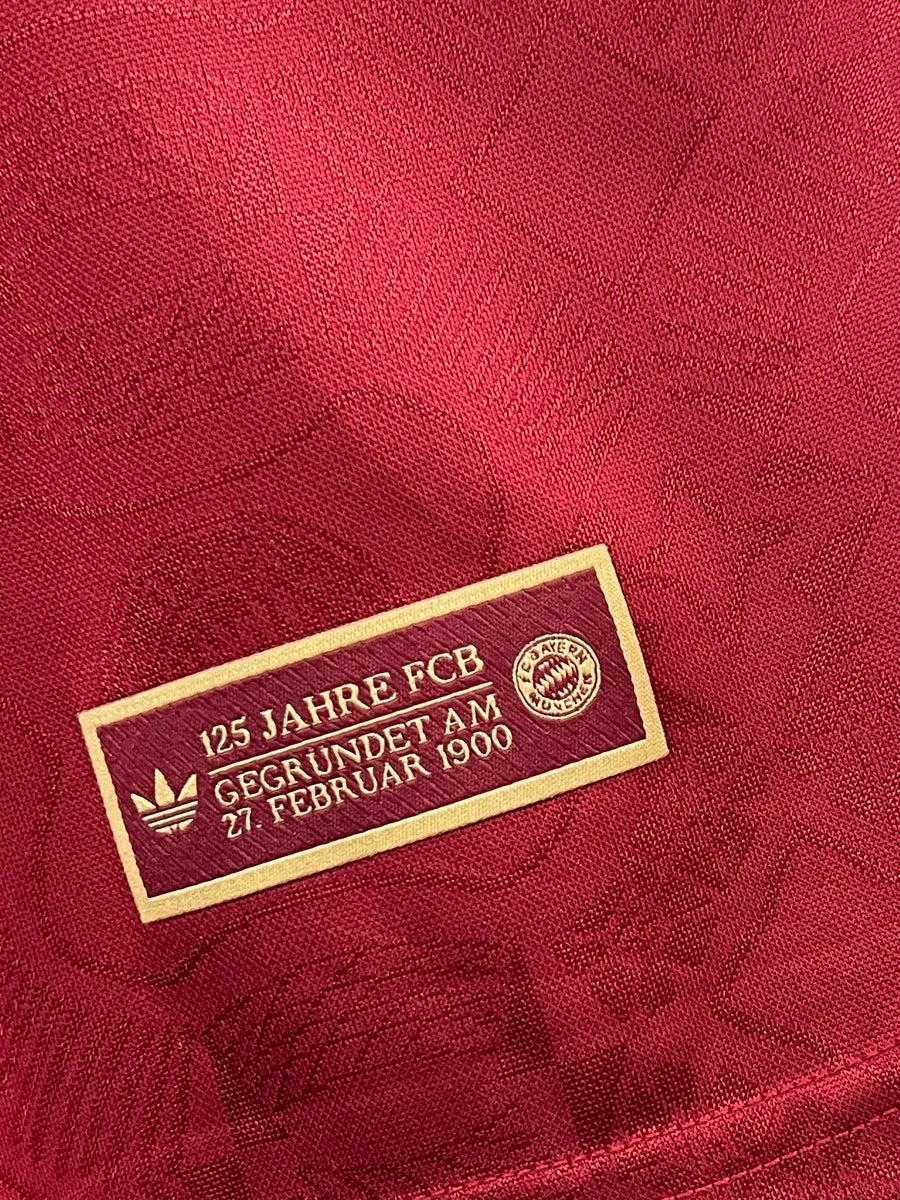 125 JAHRE FCB
GEGRÜNDET AM
27. FEBRUAR 1900
FC BAYERN
MÜNCHEN